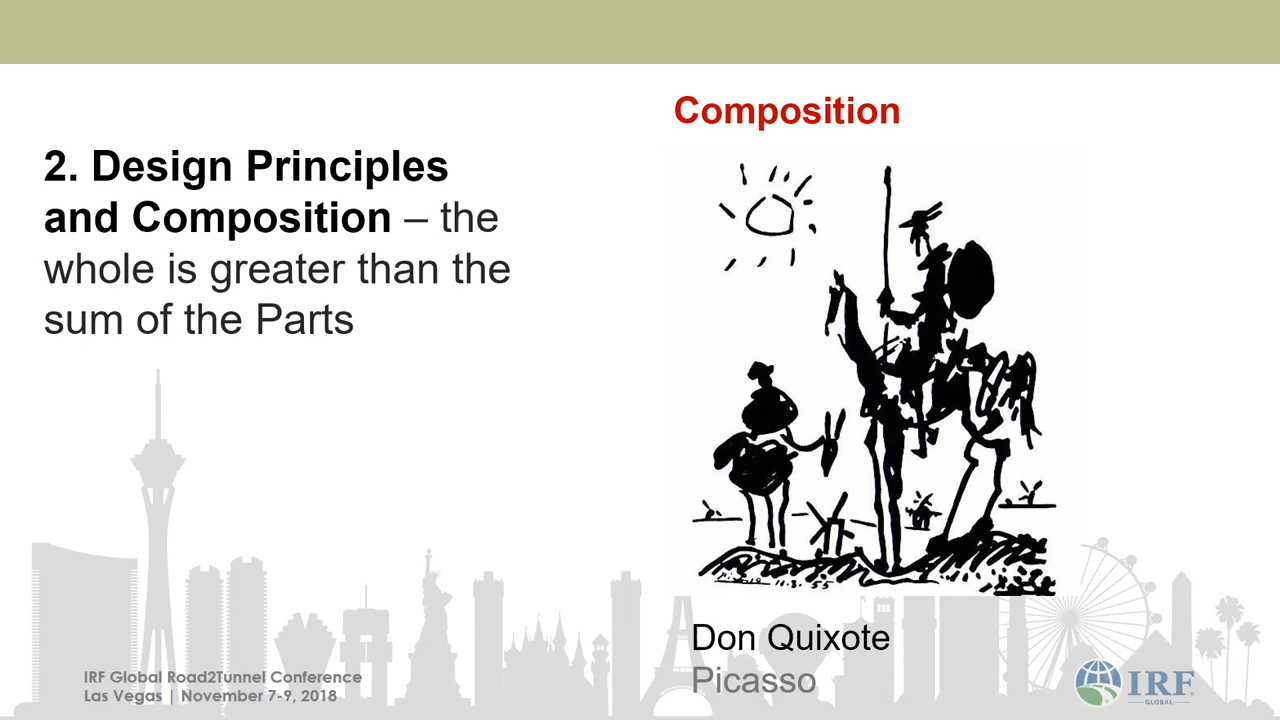 Composition
2. Design Principles
and Composition – the
whole is greater than the
sum of the Parts
Don Quixote
Picasso
IRF Global Road2Tunnel Conference
Las Vegas | November 7-9, 2018
IRF
GLOBAL